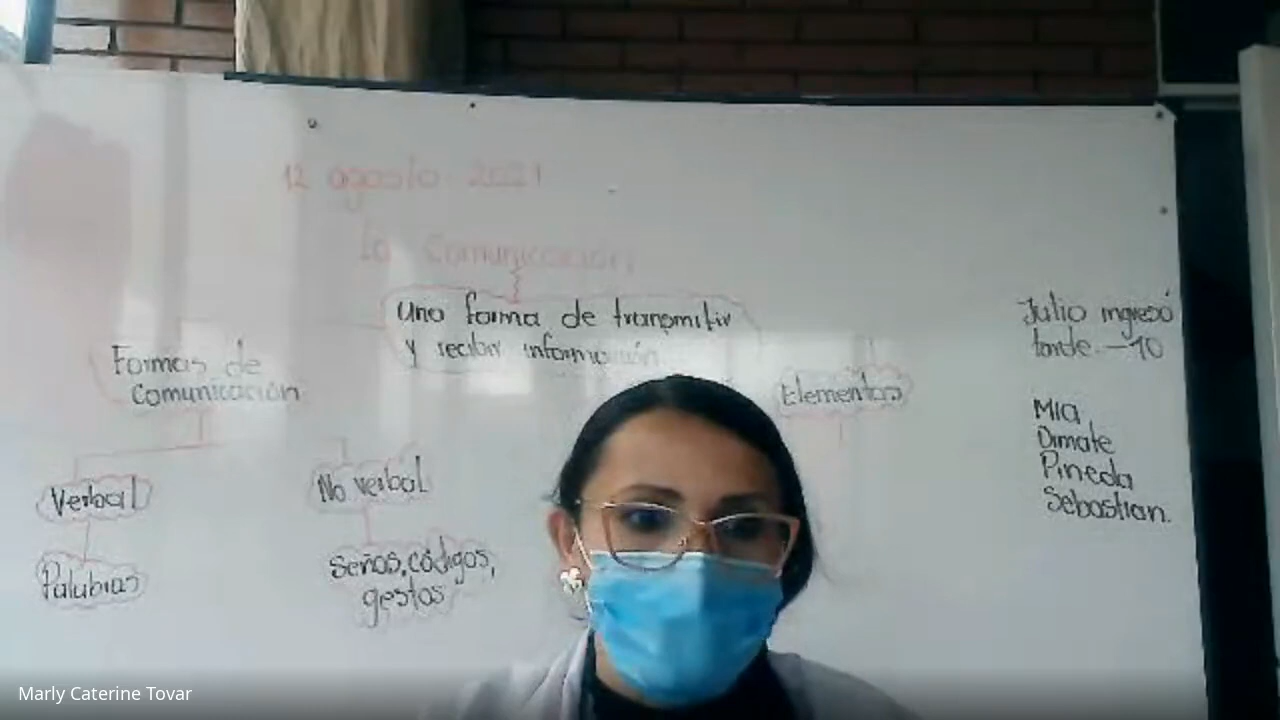 12 agosto 2021
la Comunicación
Una forma de transmitir
y recibir información
Formas de
Comunicación
Verbal
Palabras
No verbal
Señas, códigos,
gestos
Elementos
Julio ingresó
tarde. - 10
Mia
Dimate
Pineda
Sebastian.
Marly Caterine Tovar